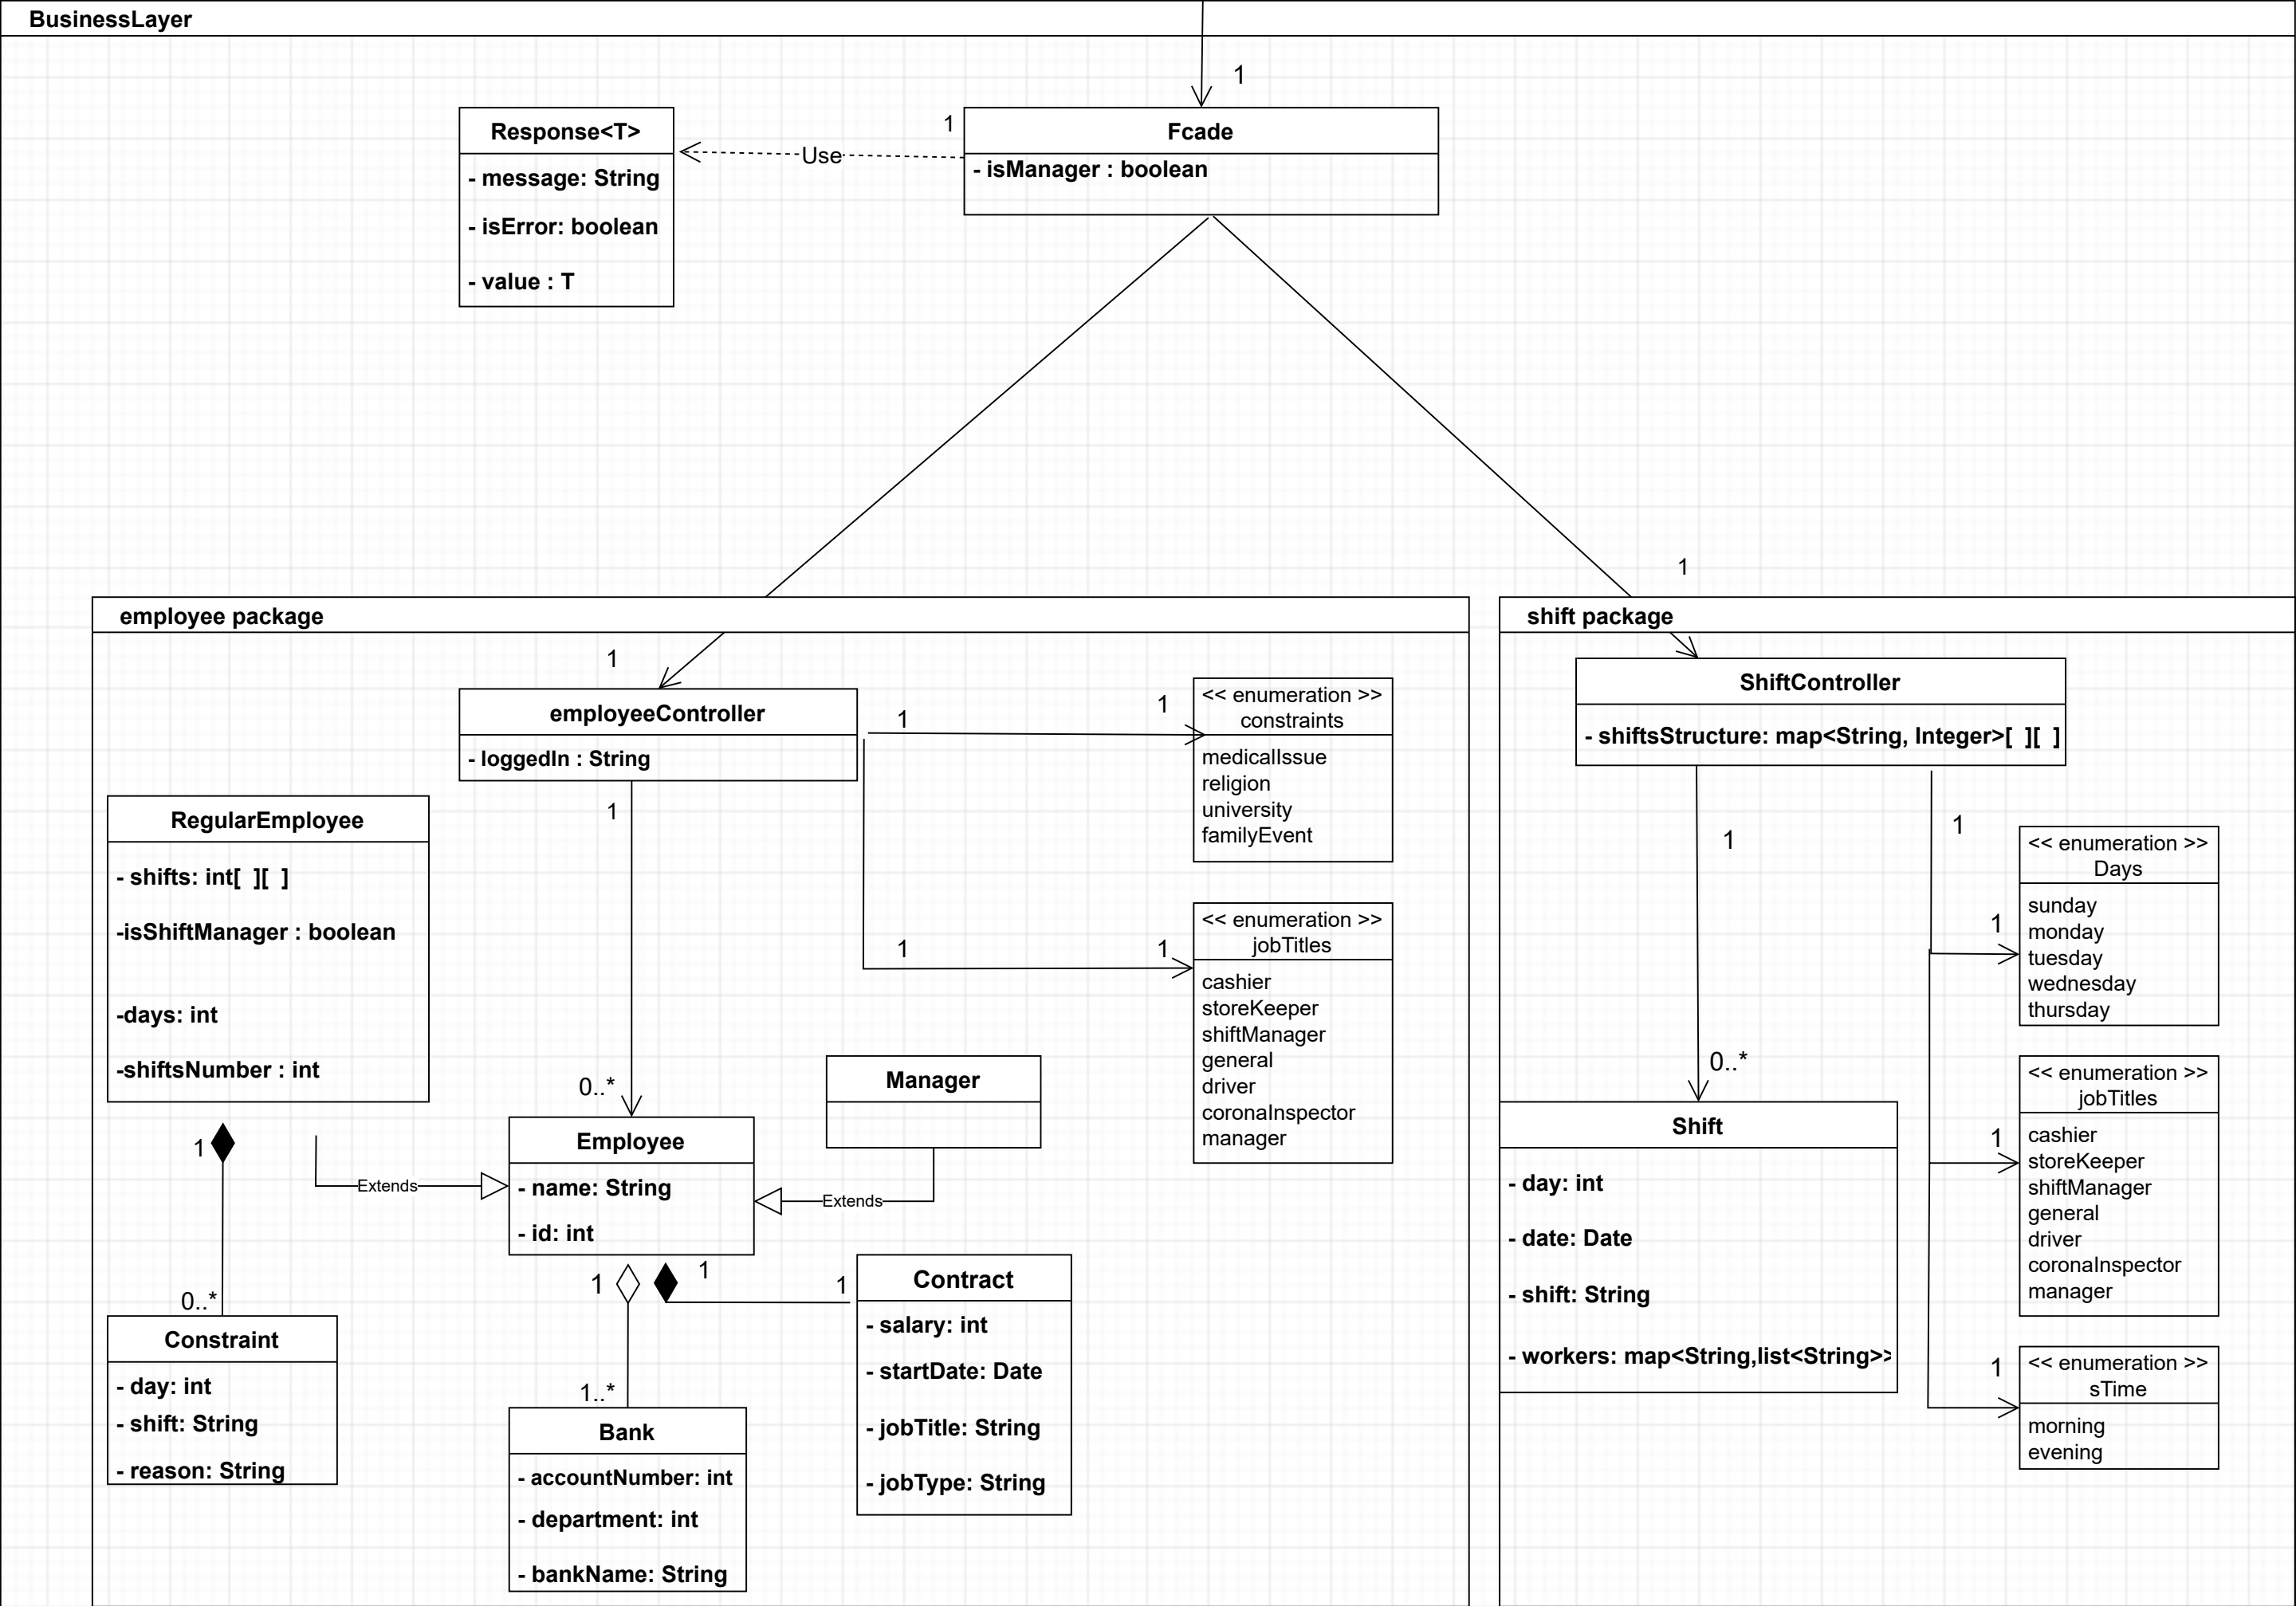 BusinessLayer
1
Response<T>
- message: String
- isError: boolean
- value : T
Use
1
Fcade
- isManager : boolean
1
employee package
1
employeeController
- loggedIn : String
1
1
<< enumeration >>
constraints
medicalIssue
religion
university
familyEvent
1
RegularEmployee
- shifts: int[  ][  ]
-isShiftManager : boolean
-days: int
-shiftsNumber : int
1
1
<< enumeration >>
jobTitles
cashier
storeKeeper
shiftManager
general
driver
coronaInspector
manager
0..*
Manager
1
Extends
Employee
- name: String
- id: int
Extends
0..*
Constraint
- day: int
- shift: String
- reason: String
1
1
1
Contract
- salary: int
- startDate: Date
- jobTitle: String
- jobType: String
1..*
Bank
- accountNumber: int
- department: int
- bankName: String
shift package
ShiftController
- shiftsStructure: map<String, Integer>[  ][  ]
1
1
<< enumeration >>
Days
sunday
monday
tuesday
wednesday
thursday
1
0..*
Shift
- day: int
- date: Date
- shift: String
- workers: map<String,list<String>>
<< enumeration >>
jobTitles
1
cashier
storeKeeper
shiftManager
general
driver
coronaInspector
manager
1
<< enumeration >>
sTime
morning
evening